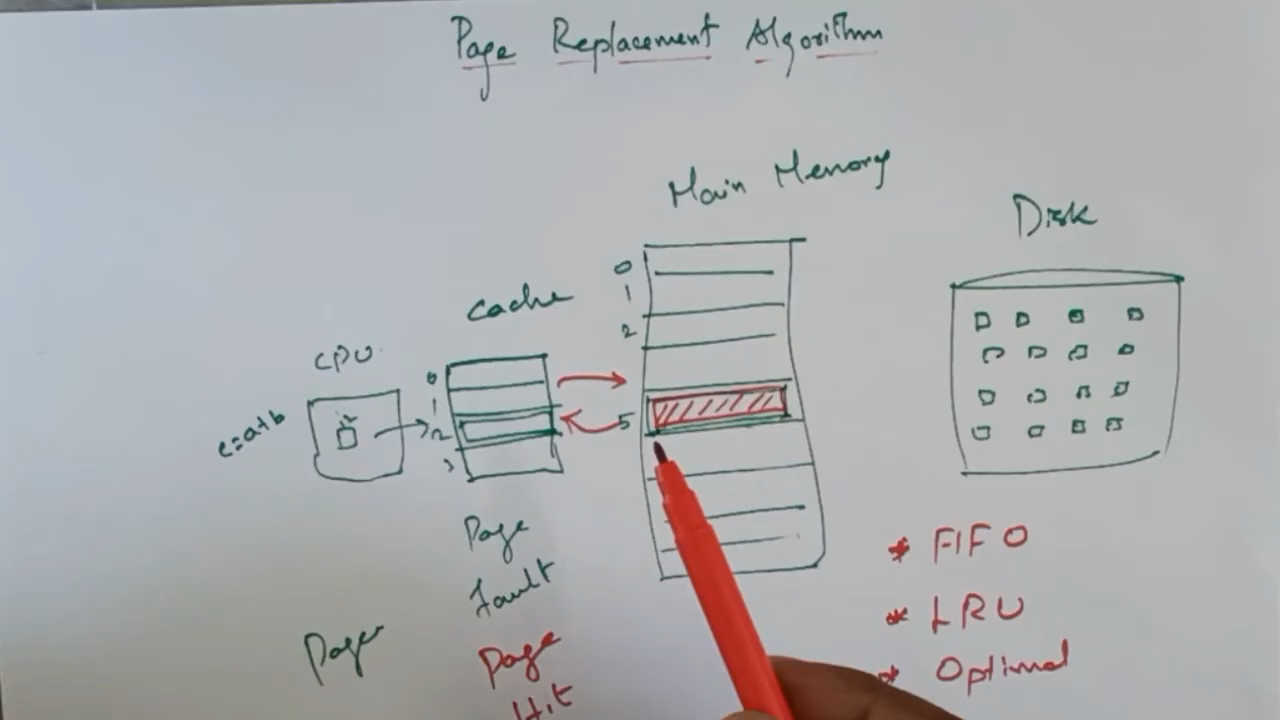 Page Replacement Algorithm
Main Memory
Disk
Cache
CPU
c=a+b
0
1
2
3
0
1
2
5
Page
Fault
Pages
Page
Hit
* FIFO
* LRU
* Optimal